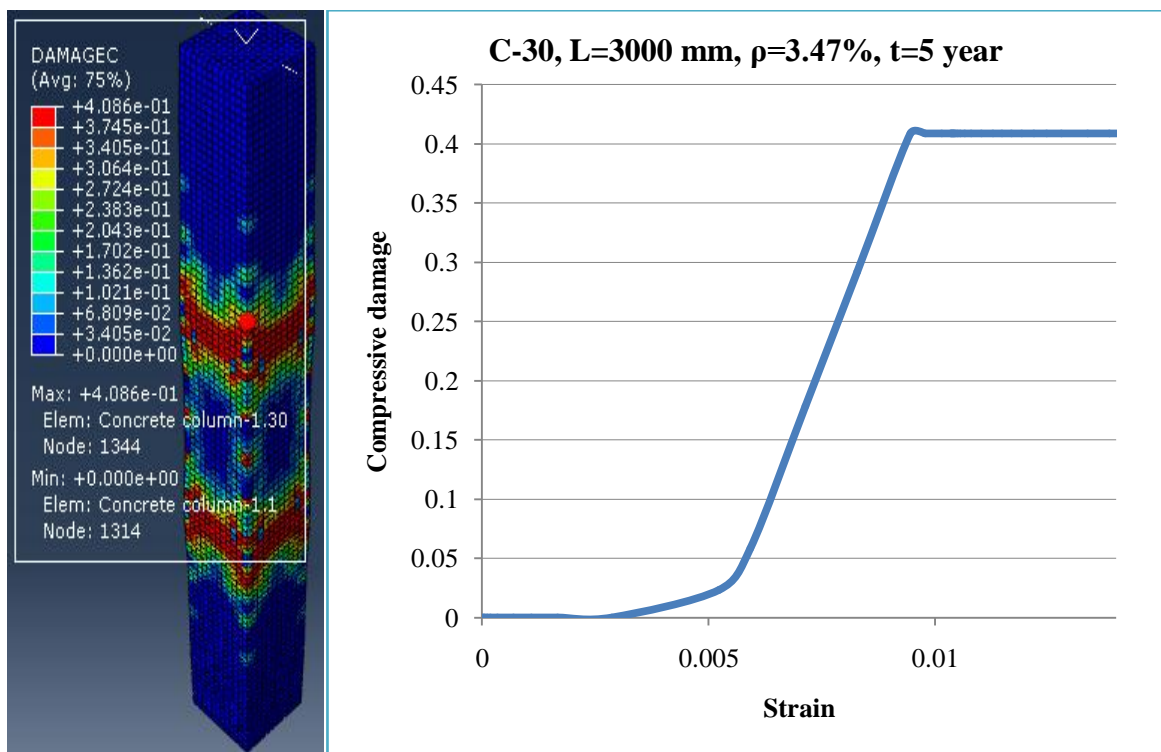 DAMAGEC
(Avg: 75%)
+4.086e-01
+3.745e-01
+3.405e-01
+3.064e-01
+2.724e-01
+2.383e-01
+2.043e-01
+1.702e-01
+1.362e-01
+1.021e-01
+6.809e-02
+3.405e-02
+0.000e+00
Max: +4.086e-01
Elem: Concrete column-1.30
Node: 1344
Min: +0.000e+00
Elem: Concrete column-1.1
Node: 1314
C-30, L=3000 mm, ρ=3.47%, t=5 year
Compressive damage
0.45
0.4
0.35
0.3
0.25
0.2
0.15
0.1
0.05
0
0
0.005
0.01
Strain